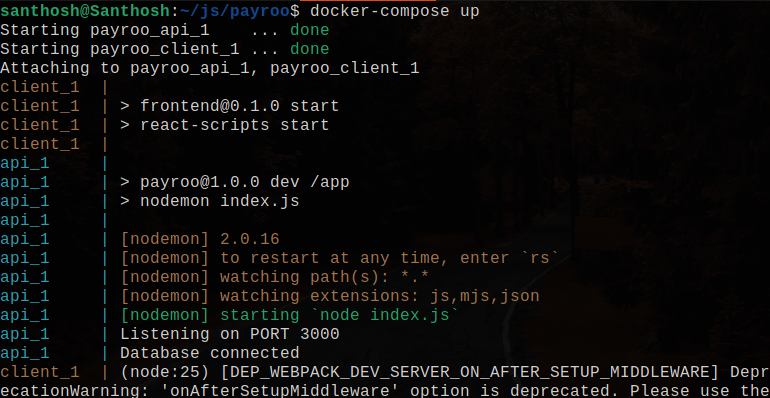 santhosh@Santhosh:~/js/payroo$ docker-compose up
Starting payroo_api_1    ... done
Starting payroo_client_1 ... done
Attaching to payroo_api_1, payroo_client_1
client_1  |
client_1  | > frontend@0.1.0 start
client_1  | > react-scripts start
client_1  |
api_1     |
api_1     | > payroo@1.0.0 dev /app
api_1     | > nodemon index.js
api_1     |
api_1     | [nodemon] 2.0.16
api_1     | [nodemon] to restart at any time, enter `rs`
api_1     | [nodemon] watching path(s): *.*
api_1     | [nodemon] watching extensions: js,mjs,json
api_1     | [nodemon] starting `node index.js`
api_1     | Listening on PORT 3000
api_1     | Database connected
client_1  | (node:25) [DEP_WEBPACK_DEV_SERVER_ON_AFTER_SETUP_MIDDLEWARE] Depr
ecationWarning: 'onAfterSetupMiddleware' option is deprecated. Please use the